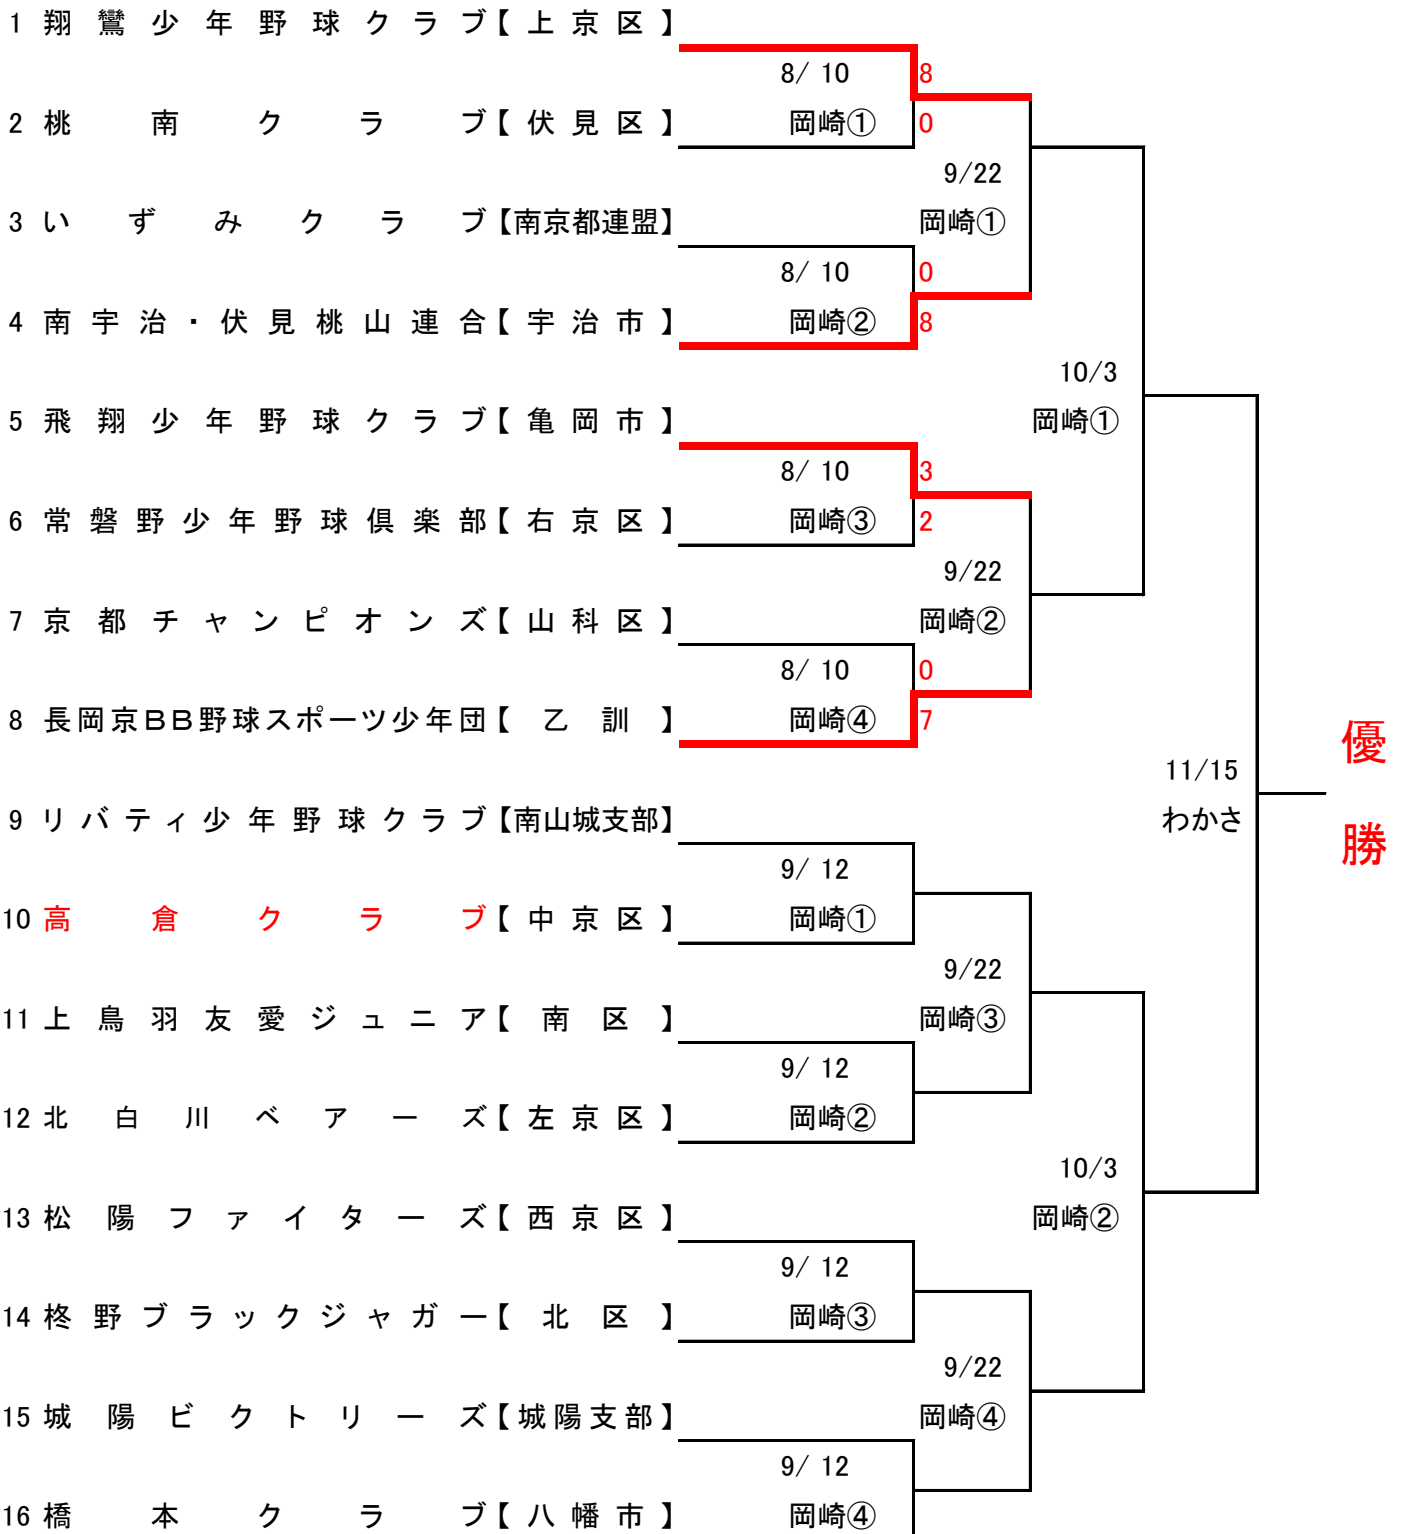 1 翔鸞少年野球クラブ【上京区】
8/10 8
2 桃南クラブ【伏見区】 岡崎① 0
9/22
3 いずみクラブ【南京都連盟】 岡崎①
8/10 0
4 南宇治・伏見桃山連合【宇治市】 岡崎② 8
10/3
5 飛翔少年野球クラブ【亀岡市】 岡崎①
8/10 3
6 常磐野少年野球倶楽部【右京区】 岡崎③ 2
9/22
7 京都チャンピオンズ【山科区】 岡崎②
8/10 0
8 長岡京BB野球スポーツ少年団【乙訓】 岡崎④ 7
優勝
11/15
9 リバティ少年野球クラブ【南山城支部】 わかさ
9/12
10 高倉クラブ【中京区】 岡崎①
9/22
11 上鳥羽友愛ジュニア【南区】 岡崎③
9/12
12 北白川ベアーズ【左京区】 岡崎②
10/3
13 松陽ファイターズ【西京区】 岡崎②
9/12
14 柊野ブラックジャガー【北区】 岡崎③
9/22
15 城陽ビクトリーズ【城陽支部】 岡崎④
9/12
16 橋本クラブ【八幡市】 岡崎④